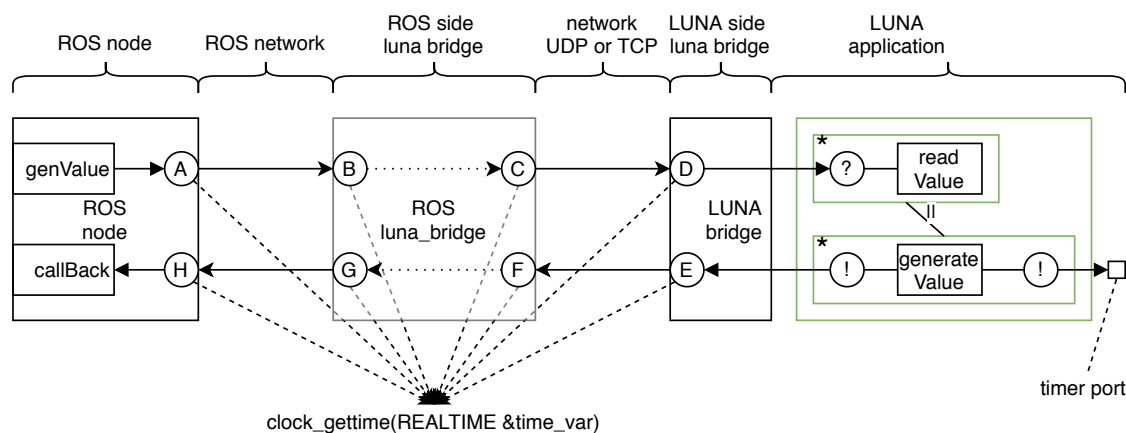 ROS node
ROS network
ROS side
luna bridge
network
UDP or TCP
LUNA side
luna bridge
LUNA
application
genValue
A
B
C
D
*
?
read
Value
ROS
node
ROS
luna_bridge
LUNA
bridge
||
callBack
H
G
F
E
*
!
generate
Value
!
timer port
clock_gettime(REALTIME &time_var)